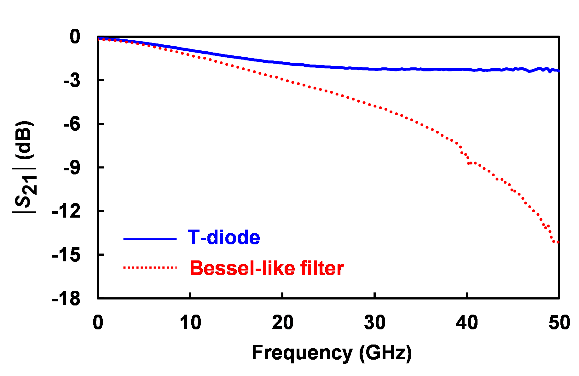 0
-3
-6
-9
-12
-15
-18
|S21| (dB)
T-diode
Bessel-like filter
0 10 20 30 40 50
Frequency (GHz)